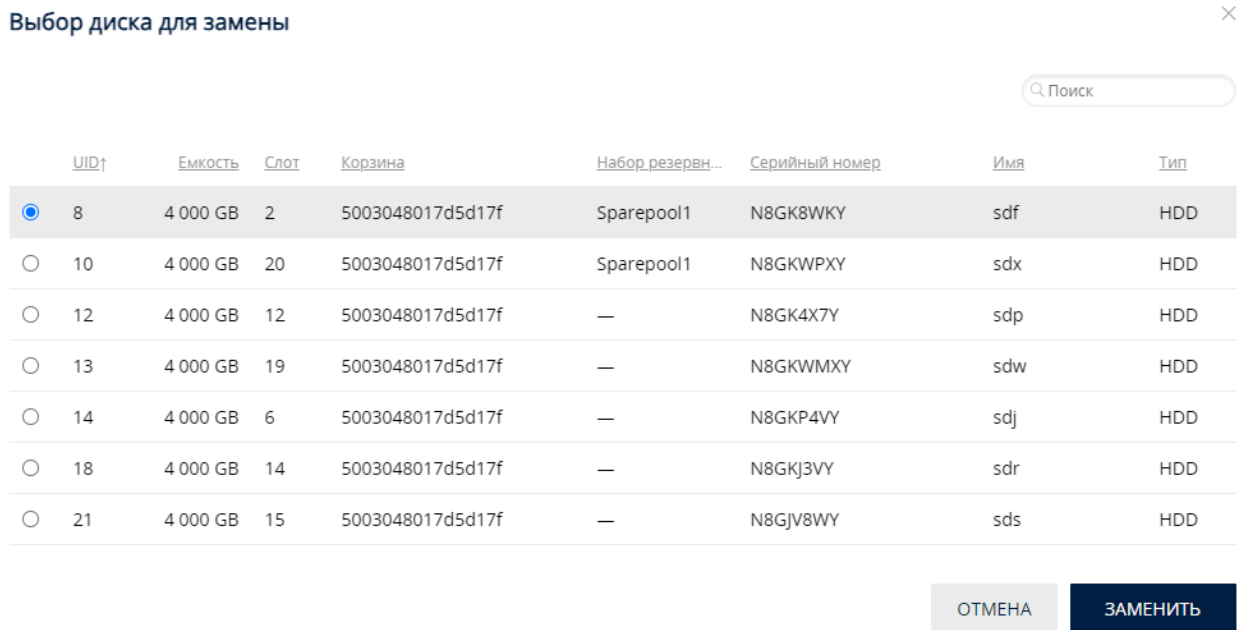 Выбор диска для замены
Поиск
UID↑ Емкость Слот Корзина Набор резервн... Серийный номер Имя Тип
8 4 000 GB 2 5003048017d5d17f Sparepool1 N8GK8WKY sdf HDD
10 4 000 GB 20 5003048017d5d17f Sparepool1 N8GKWPXY sdx HDD
12 4 000 GB 12 5003048017d5d17f — N8GK4X7Y sdp HDD
13 4 000 GB 19 5003048017d5d17f — N8GKWMXY sdw HDD
14 4 000 GB 6 5003048017d5d17f — N8GKP4VY sdj HDD
18 4 000 GB 14 5003048017d5d17f — N8GKJ3VY sdr HDD
21 4 000 GB 15 5003048017d5d17f — N8GJV8WY sds HDD
ОТМЕНА ЗАМЕНИТЬ